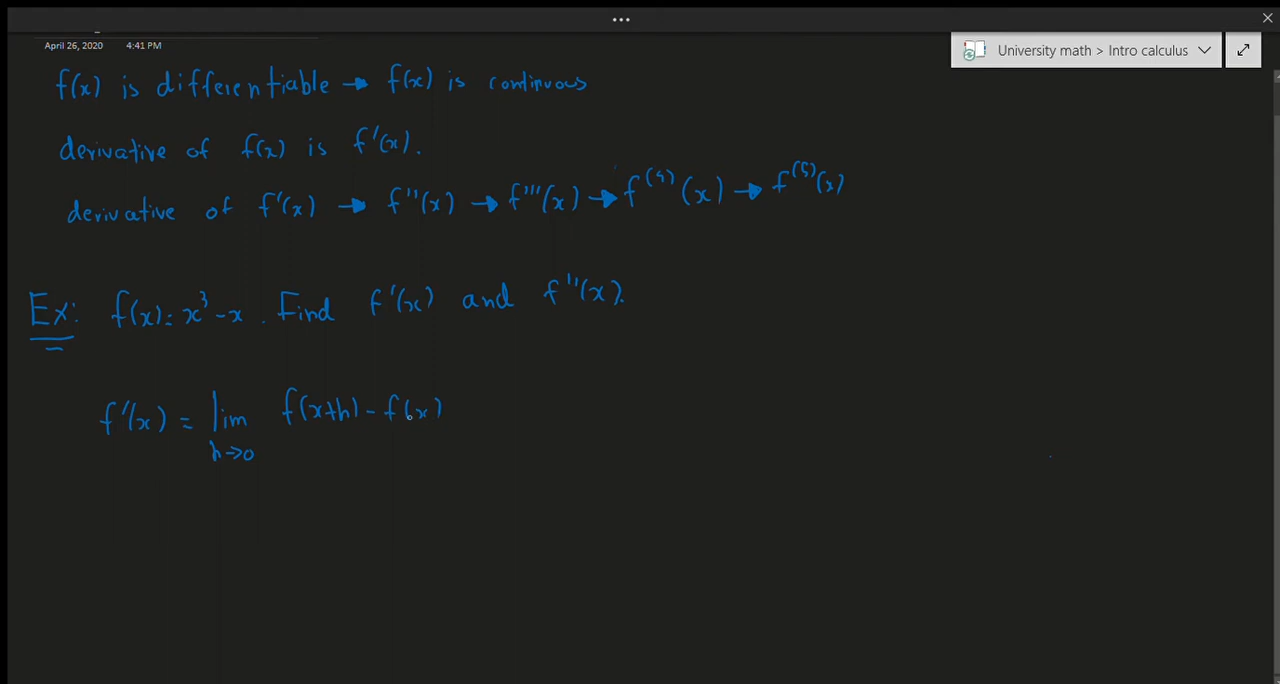 ...
April 26, 2020 4:41 PM
University math > Intro calculus
f(x) is differentiable → f(x) is continuous
derivative of f(x) is f'(x).
derivative of f'(x) → f''(x) → f'''(x) → f⁽⁴⁾(x) → f⁽⁵⁾(x)
Ex: f(x)= x³-x. Find f'(x) and f''(x).
f'(x) = lim f(x+h) - f(x)
h→0